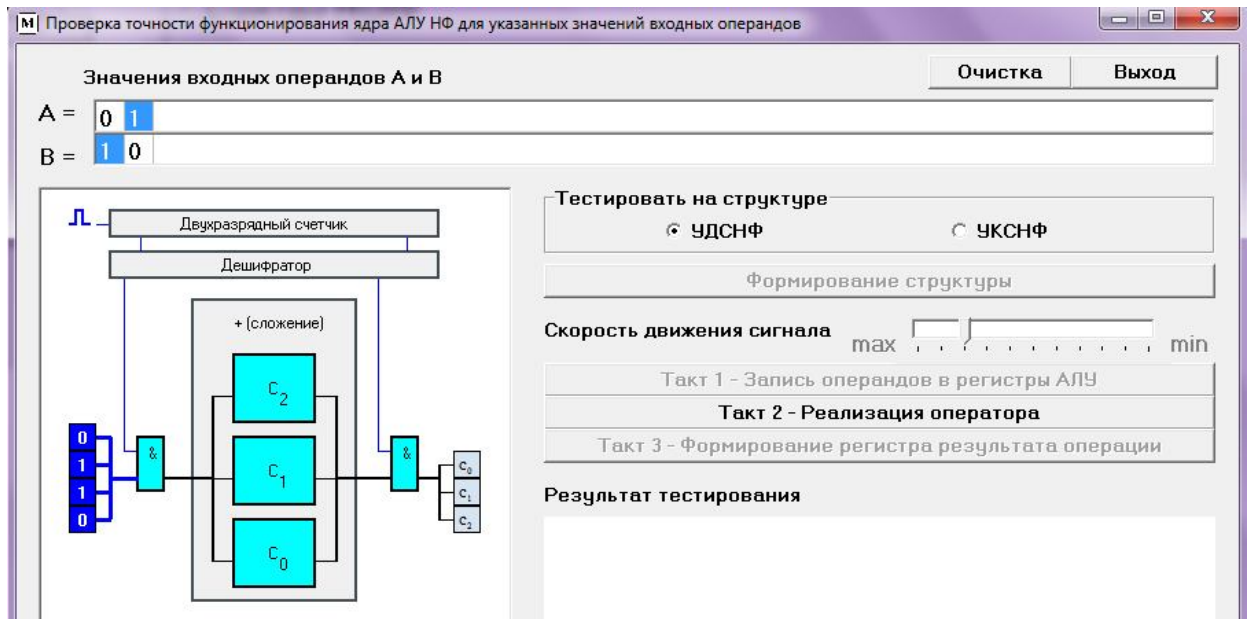 M Проверка точности функционирования ядра АЛУ НФ для указанных значений входных операндов X
Значения входных операндов А и В
Очистка Выход
A = 0 1
B = 1 0
Двухразрядный счетчик
Дешифратор
+ (сложение)
C2
C1
C0
0
1
1
0
&
&
C0
C1
C2
Тестировать на структуре
УДСНФ УКСНФ
Формирование структуры
Скорость движения сигнала max min
Такт 1 - Запись операндов в регистры АЛУ
Такт 2 - Реализация оператора
Такт 3 - Формирование регистра результата операции
Результат тестирования